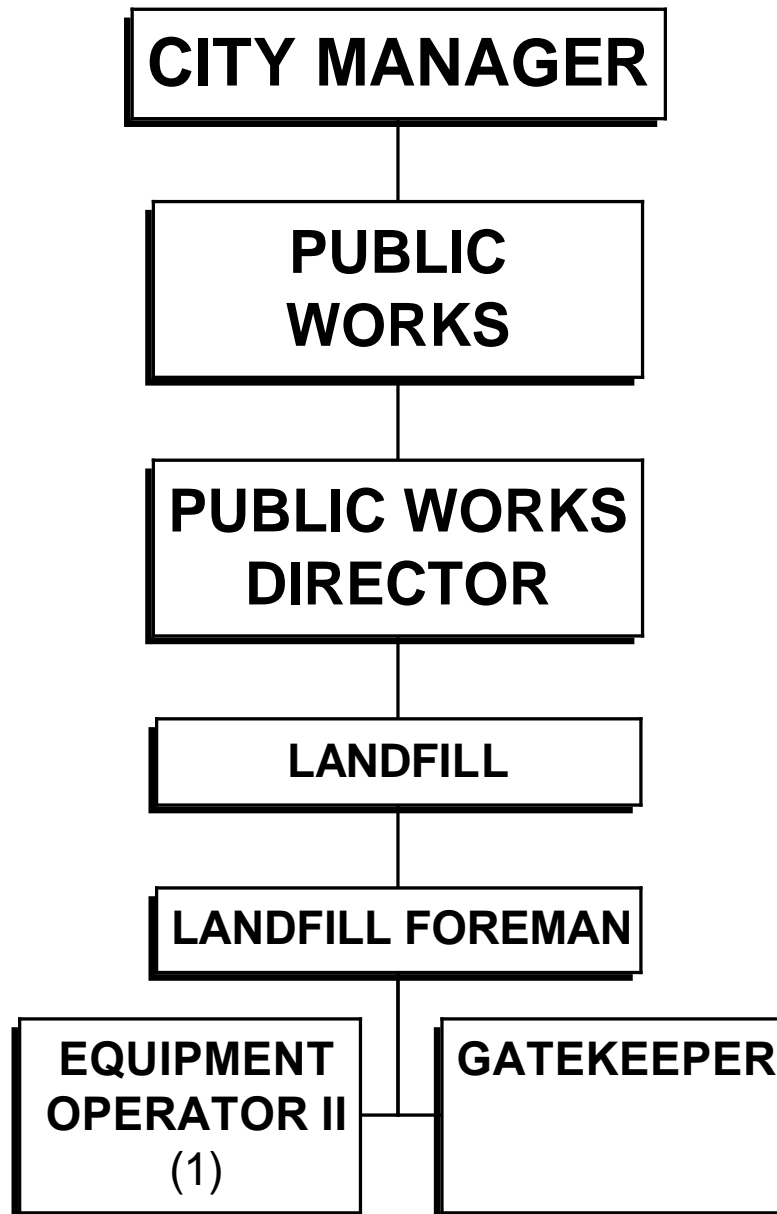 CITY MANAGER
PUBLIC
WORKS
PUBLIC WORKS
DIRECTOR
LANDFILL
LANDFILL FOREMAN
EQUIPMENT
OPERATOR II
(1)
GATEKEEPER